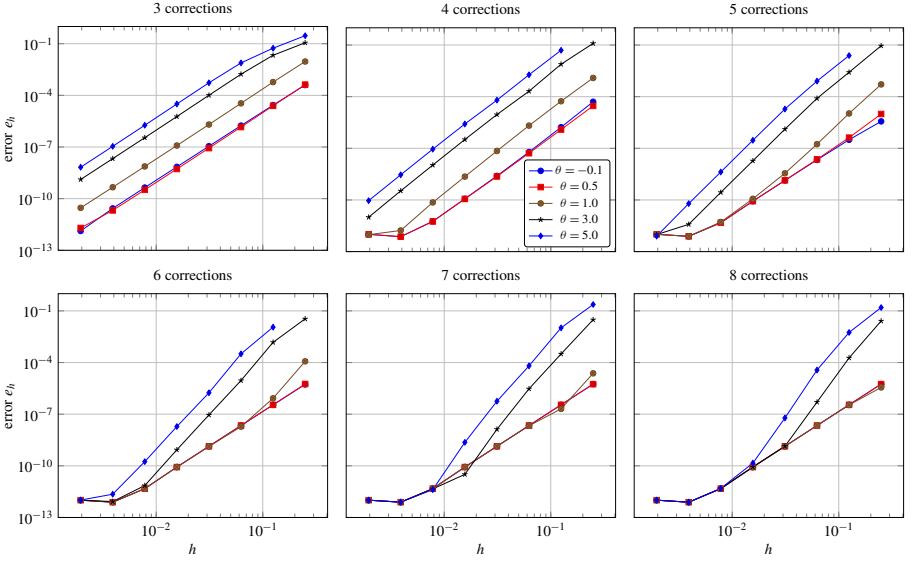 3 corrections 4 corrections 5 corrections
10⁻¹
10⁻⁴
10⁻⁷
10⁻¹⁰
10⁻¹³
error eₕ
θ = −0.1
θ = 0.5
θ = 1.0
θ = 3.0
θ = 5.0
6 corrections 7 corrections 8 corrections
10⁻¹
10⁻⁴
10⁻⁷
10⁻¹⁰
10⁻¹³
error eₕ
10⁻² 10⁻¹ 10⁻² 10⁻¹ 10⁻² 10⁻¹
h h h